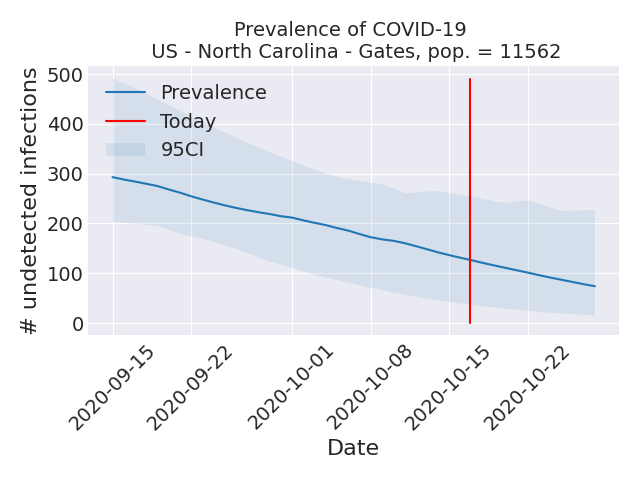 Prevalence of COVID-19
US - North Carolina - Gates, pop. = 11562
# undetected infections
500
400
300
200
100
0
Prevalence
Today
95CI
2020-09-15
2020-09-22
2020-10-01
2020-10-08
2020-10-15
2020-10-22
Date